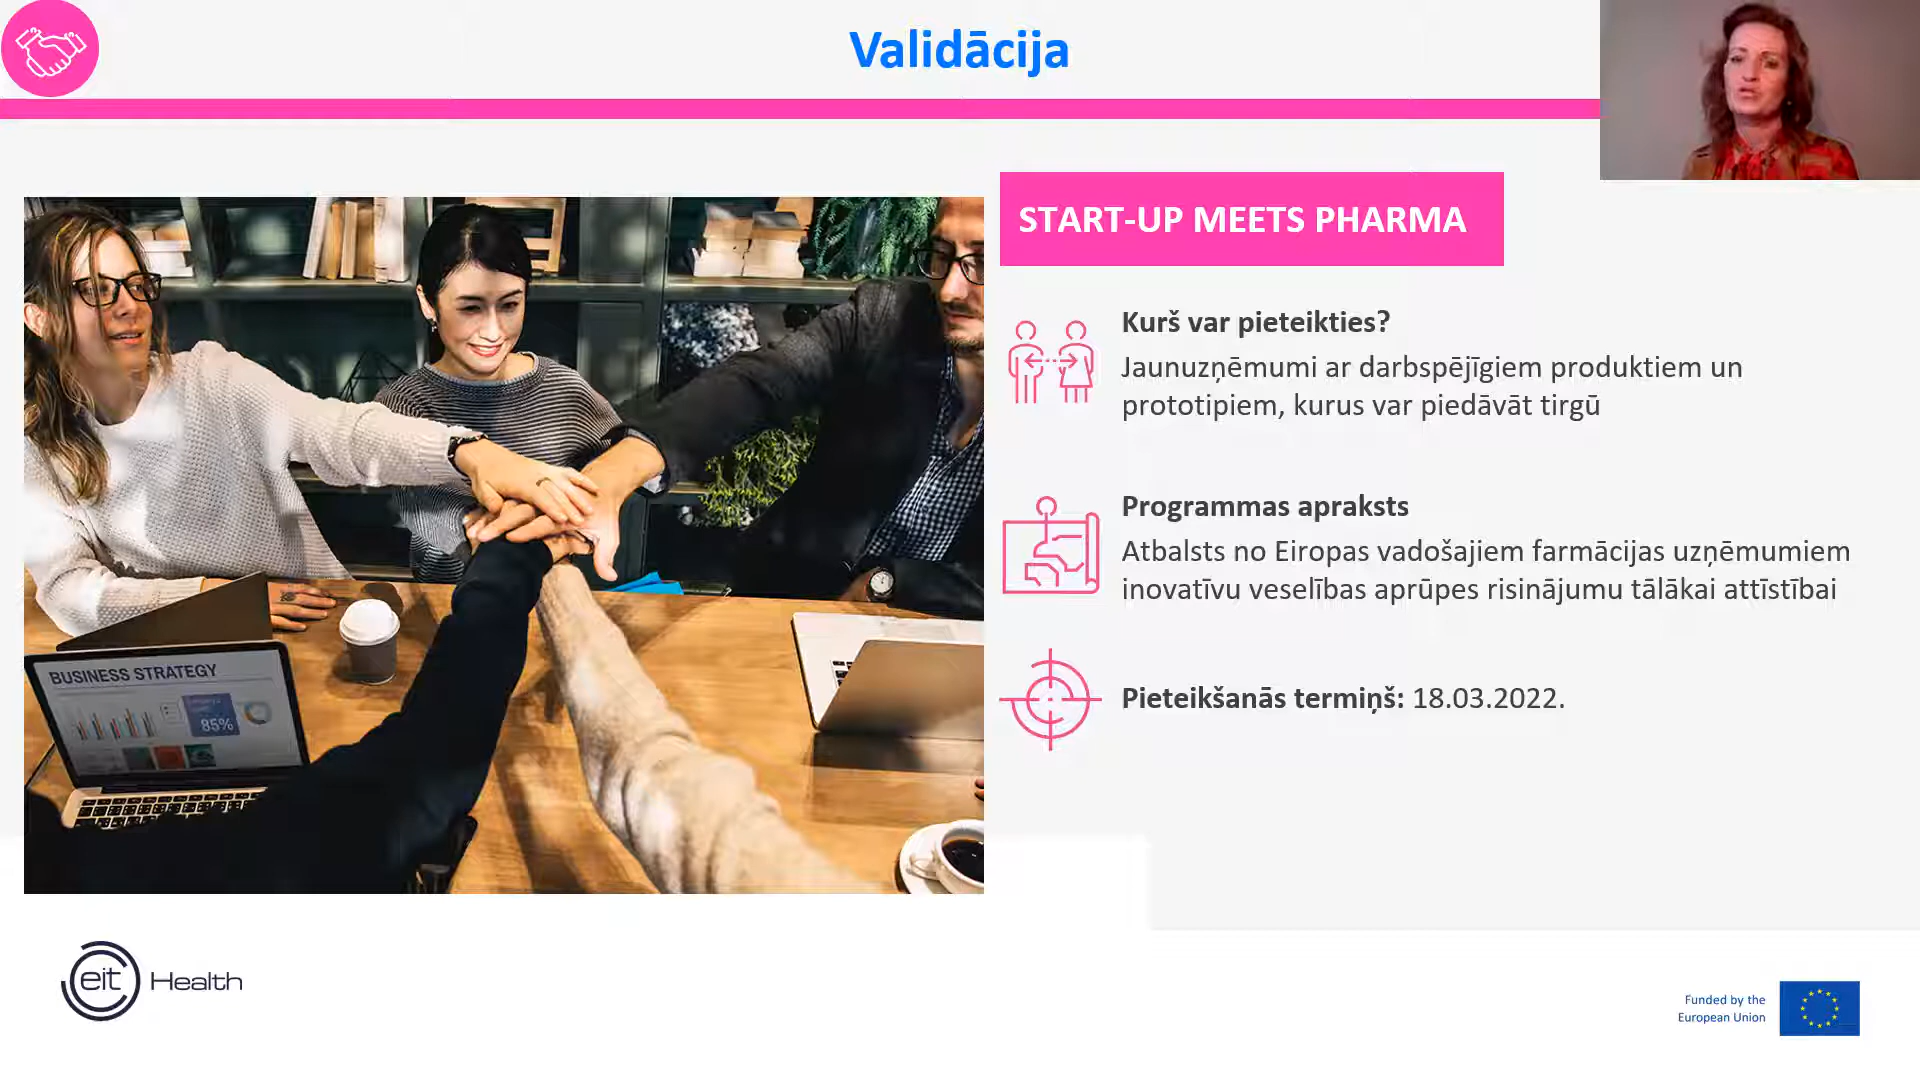 Validācija
START-UP MEETS PHARMA
Kurš var pieteikties?
Jaunuzņēmumi ar darbspējīgiem produktiem un
prototipiem, kurus var piedāvāt tirgū
Programmas apraksts
Atbalsts no Eiropas vadošajiem farmācijas uzņēmumiem
inovatīvu veselības aprūpes risinājumu tālākai attīstībai
Pieteikšanās termiņš: 18.03.2022.
BUSINESS STRATEGY
85%
eit Health
Funded by the
European Union